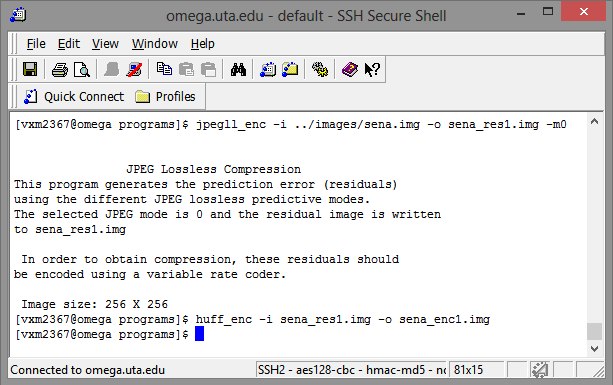 omega.uta.edu - default - SSH Secure Shell
File Edit View Window Help
Quick Connect Profiles
[vxm2367@omega programs]$ jpegll_enc -i ../images/sena.img -o sena_res1.img -m0
JPEG Lossless Compression
This program generates the prediction error (residuals)
using the different JPEG lossless predictive modes.
The selected JPEG mode is 0 and the residual image is written
to sena_res1.img
In order to obtain compression, these residuals should
be encoded using a variable rate coder.
Image size: 256 X 256
[vxm2367@omega programs]$ huff_enc -i sena_res1.img -o sena_enc1.img
[vxm2367@omega programs]$
Connected to omega.uta.edu SSH2 - aes128-cbc - hmac-md5 - nc 81x15